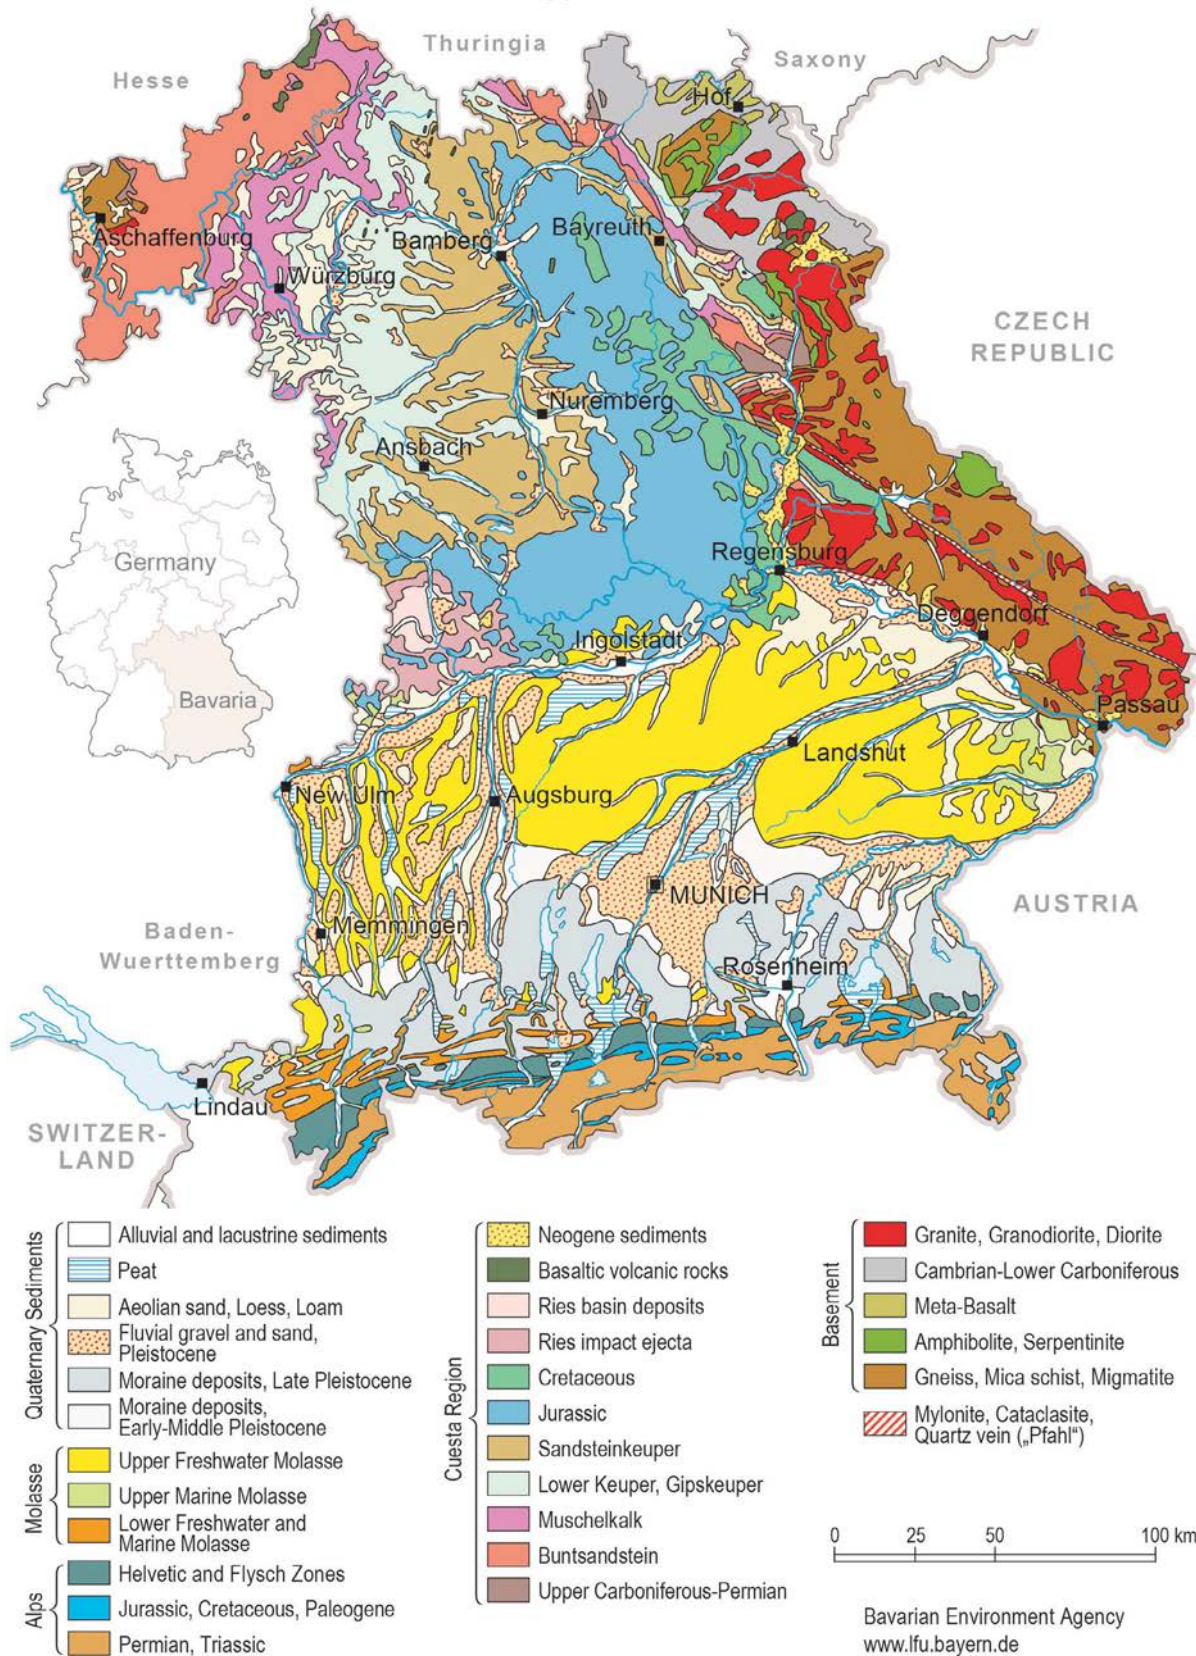 Thuringia
Saxony
Hesse
Hof
Aschaffenburg
Bamberg
Bayreuth
Würzburg
CZECH
REPUBLIC
Nuremberg
Ansbach
Germany
Regensburg
Deggendorf
Ingolstadt
Bavaria
Passau
Landshut
New Ulm
Augsburg
MUNICH
AUSTRIA
Memmingen
Baden-
Wuerttemberg
Rosenheim
Lindau
SWITZER-
LAND
Quaternary Sediments
Alluvial and lacustrine sediments
Peat
Aeolian sand, Loess, Loam
Fluvial gravel and sand,
Pleistocene
Moraine deposits, Late Pleistocene
Moraine deposits,
Early-Middle Pleistocene
Molasse
Upper Freshwater Molasse
Upper Marine Molasse
Lower Freshwater and
Marine Molasse
Alps
Helvetic and Flysch Zones
Jurassic, Cretaceous, Paleogene
Permian, Triassic
Cuesta Region
Neogene sediments
Basaltic volcanic rocks
Ries basin deposits
Ries impact ejecta
Cretaceous
Jurassic
Sandsteinkeuper
Lower Keuper, Gipskeuper
Muschelkalk
Buntsandstein
Upper Carboniferous-Permian
Basement
Granite, Granodiorite, Diorite
Cambrian-Lower Carboniferous
Meta-Basalt
Amphibolite, Serpentinite
Gneiss, Mica schist, Migmatite
Mylonite, Cataclasite,
Quartz vein („Pfahl“)
0 25 50 100 km
Bavarian Environment Agency
www.lfu.bayern.de